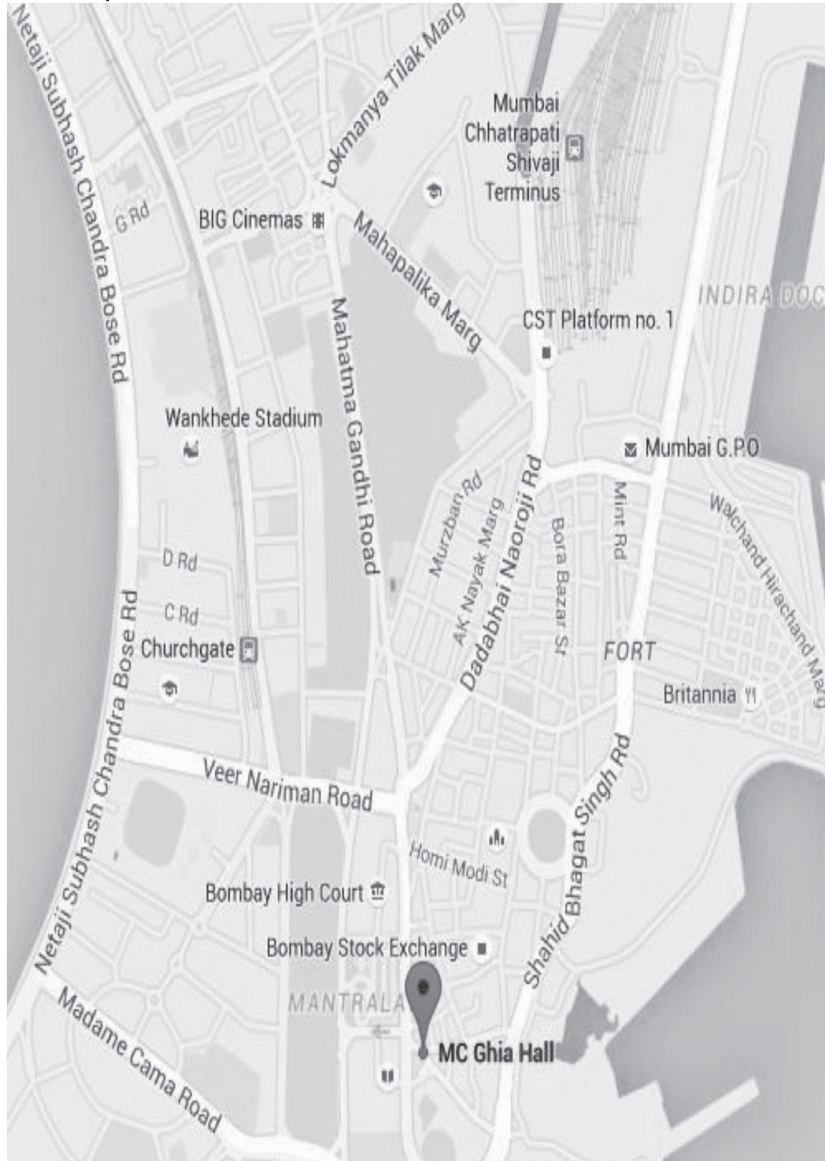 Netaji Subhash Chandra Bose Rd
Lokmanya Tilak Marg
Mumbai
Chhatrapati
Shivaji
Terminus
G Rd
BIG Cinemas
Mahapalika Marg
INDIRA DOC
Mahatma Gandhi Road
CST Platform no. 1
Wankhede Stadium
Mumbai G.P.O
Murzban Rd
AK Nayak Marg
Dadabhai Naoroji Rd
Bora Bazar Sr
Mint Rd
Walchand Hirachand Marg
D Rd
C Rd
Churchgate
FORT
Britannia
Netaji Subhash Chandra Bose Rd
Veer Nariman Road
Shahid Bhagat Singh Rd
Homi Modi St
Bombay High Court
Bombay Stock Exchange
MANTRALA
Madame Cama Road
MC Ghia Hall